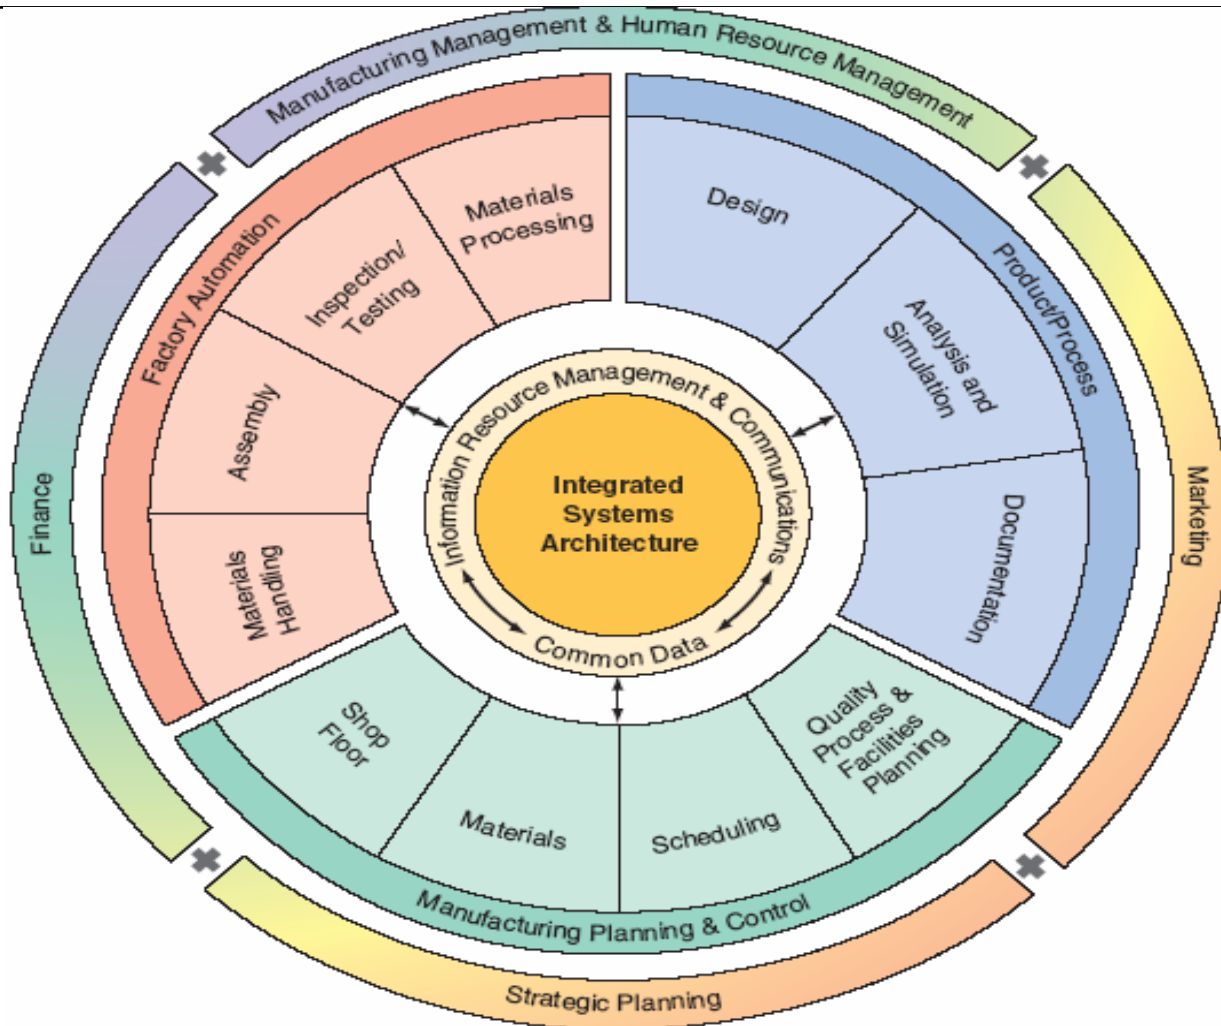 Manufacturing Management & Human Resource Management
Factory Automation
Materials
Processing
Inspection/
Testing
Assembly
Materials
Handling
Product/Process
Design
Analysis and
Simulation
Documentation
Finance
Marketing
Information Resource Management & Communications
Integrated
Systems
Architecture
Common Data
Shop
Floor
Materials
Scheduling
Quality
Process &
Facilities
Planning
Manufacturing Planning & Control
Strategic Planning